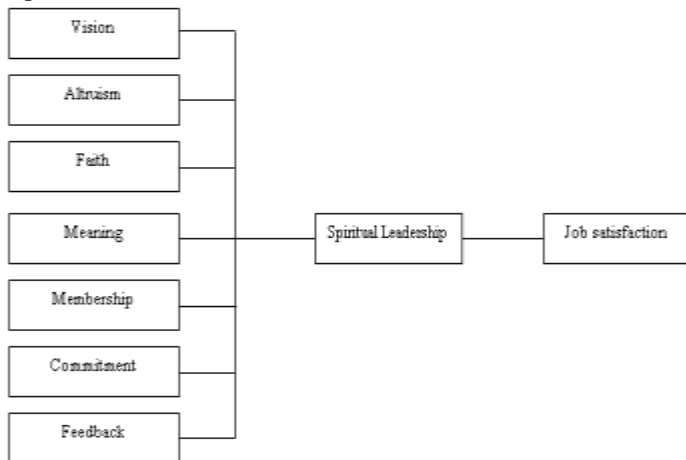 Vision
Altruism
Faith
Meaning
Spiritual Leadership
Job satisfaction
Membership
Commitment
Feedback